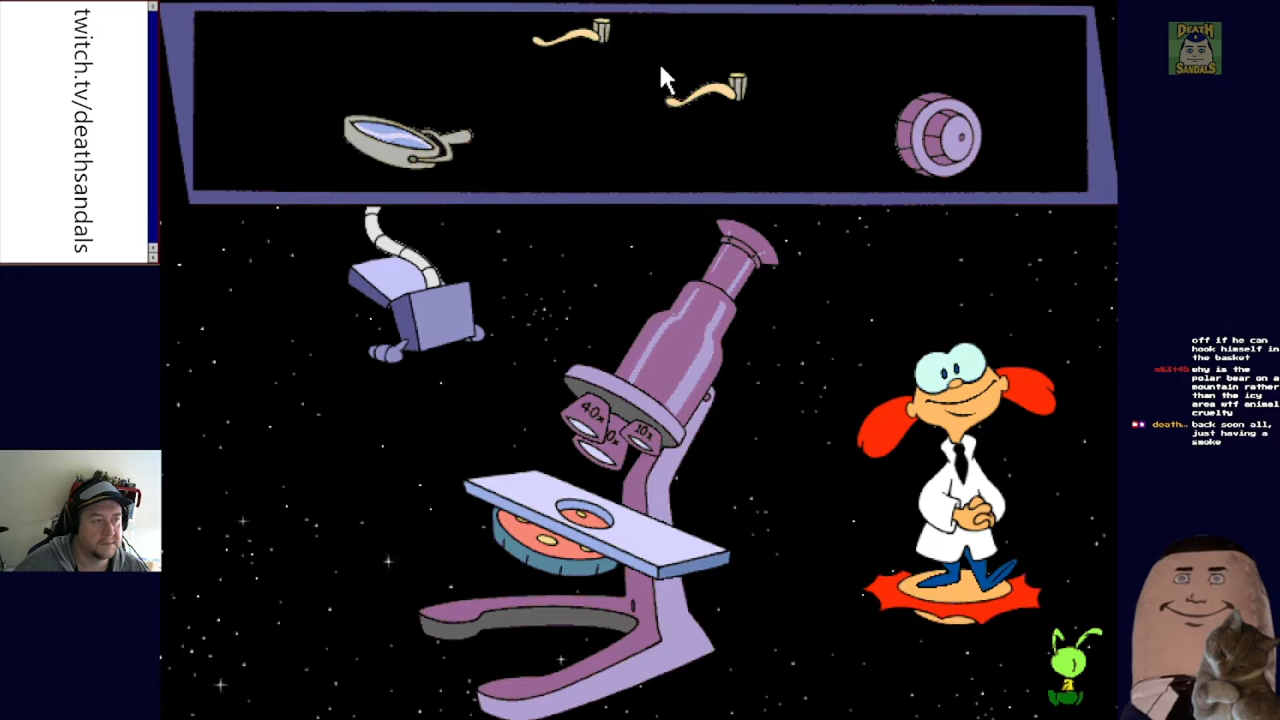 twitch.tv/deathsandals
DEATH
SANDALS
40x
10x
off if he can
hook himself in
the basket
why is the
polar bear on a
mountain rather
than the icy
area wtf animal
cruelty
death… back soon all,
just having a
smoke